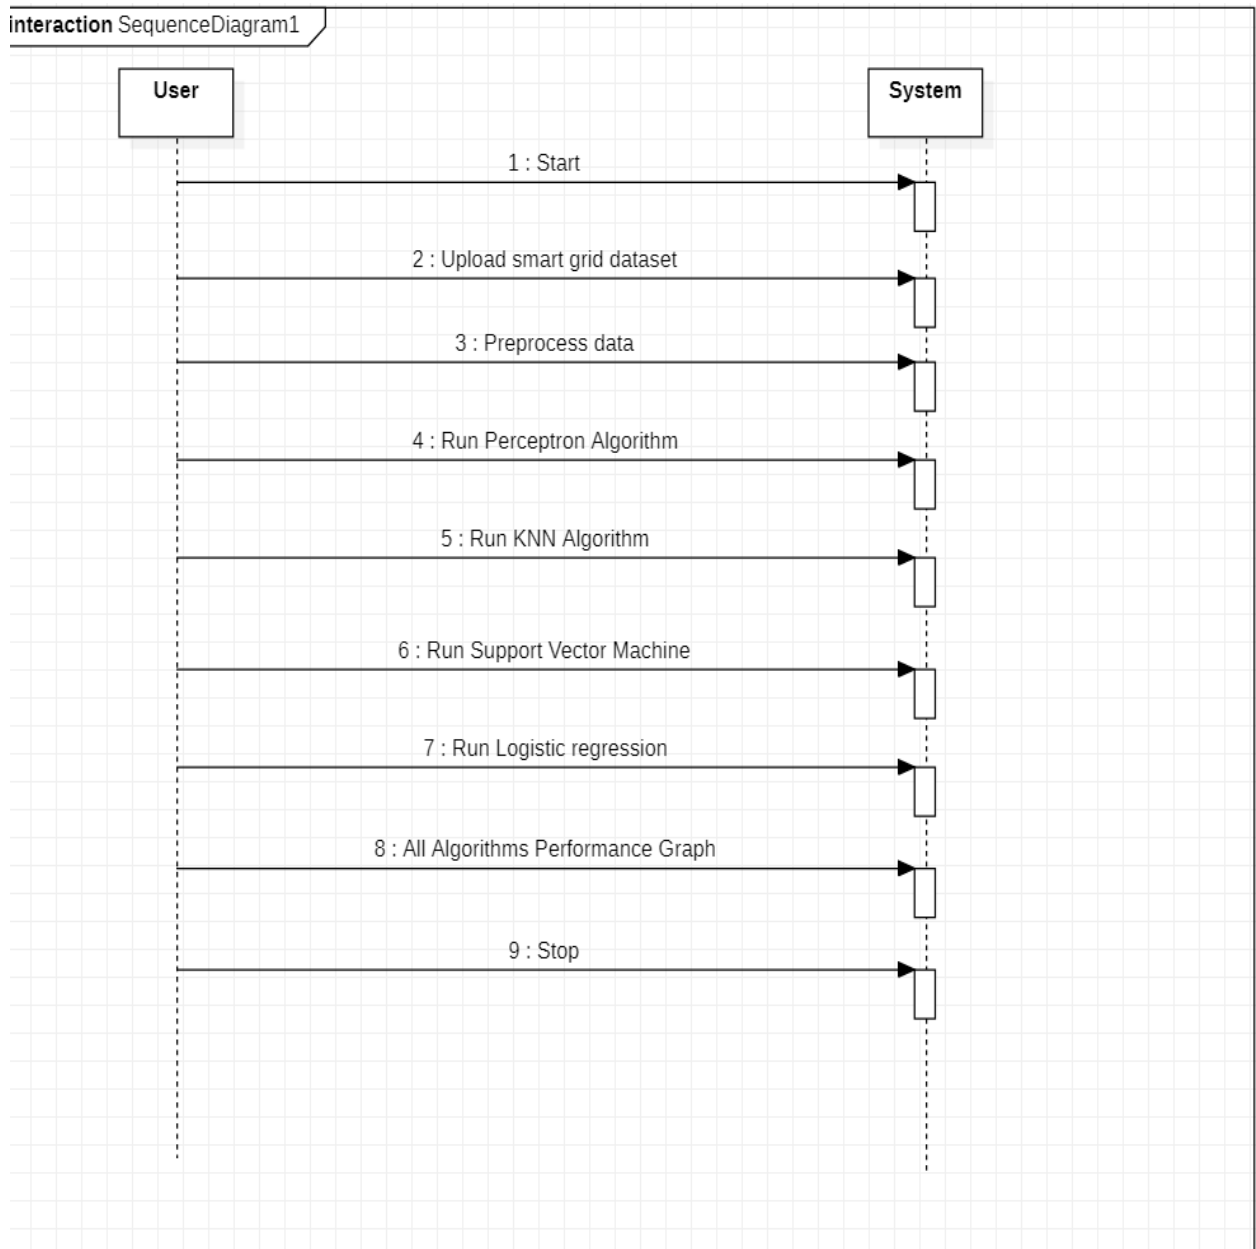 interaction SequenceDiagram1
User
System
1 : Start
2 : Upload smart grid dataset
3 : Preprocess data
4 : Run Perceptron Algorithm
5 : Run KNN Algorithm
6 : Run Support Vector Machine
7 : Run Logistic regression
8 : All Algorithms Performance Graph
9 : Stop